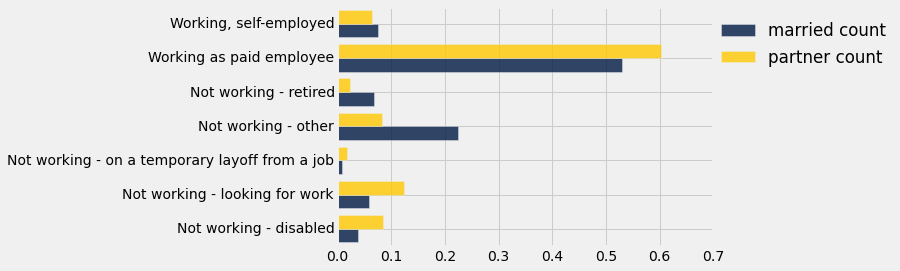 Working, self-employed
Working as paid employee
Not working - retired
Not working - other
Not working - on a temporary layoff from a job
Not working - looking for work
Not working - disabled
0.0 0.1 0.2 0.3 0.4 0.5 0.6 0.7
married count
partner count